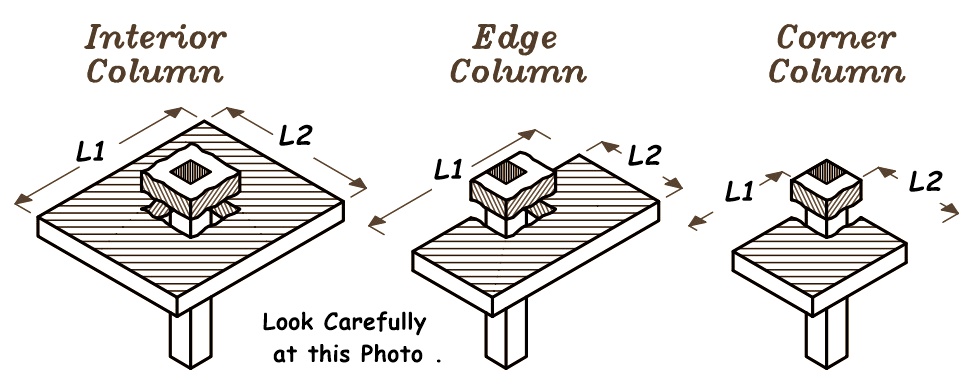 Interior
Column
Edge
Column
Corner
Column
L1
L2
L1
L2
L1
L2
Look Carefully
at this Photo .